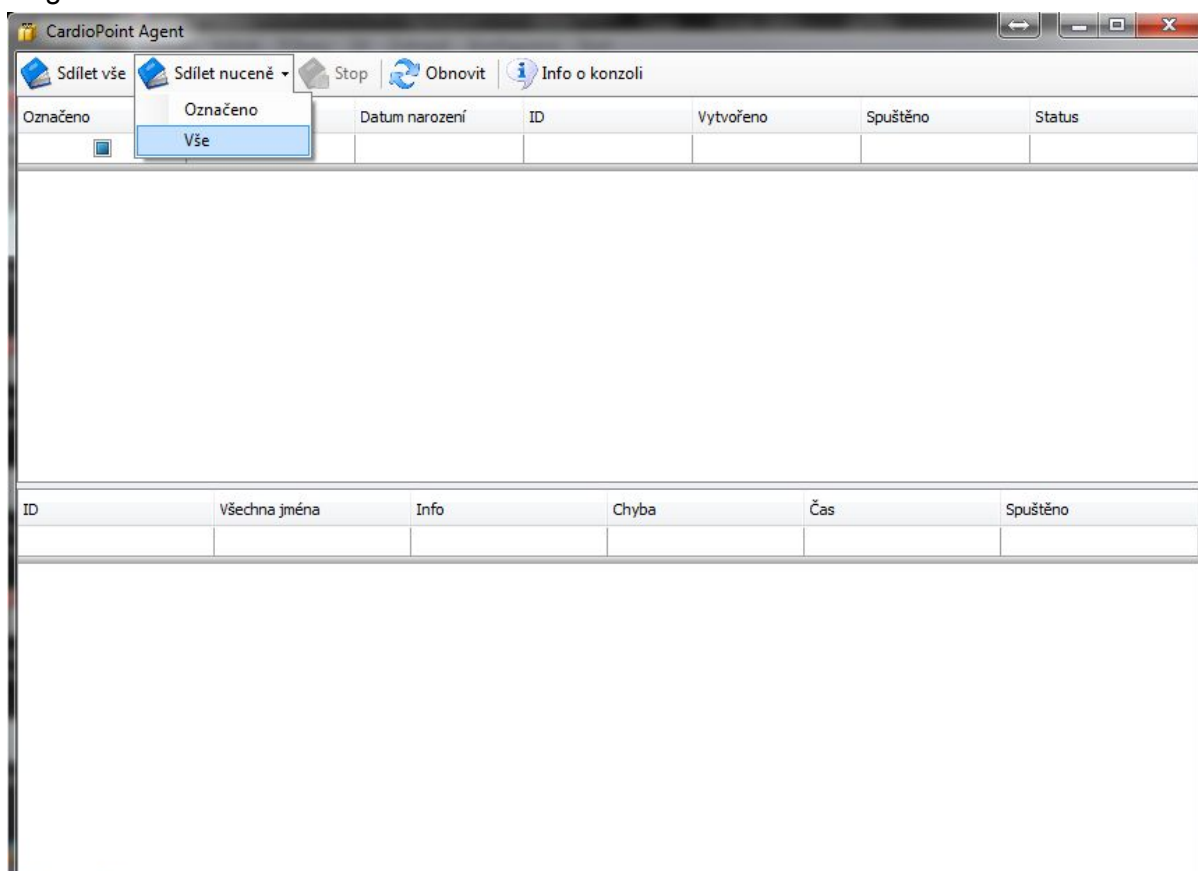 CardioPoint Agent
Sdílet vše Sdílet nuceně Stop Obnovit Info o konzoli
Označeno Datum narození ID Vytvořeno Spuštěno Status
Označeno
Vše
ID Všechna jména Info Chyba Čas Spuštěno